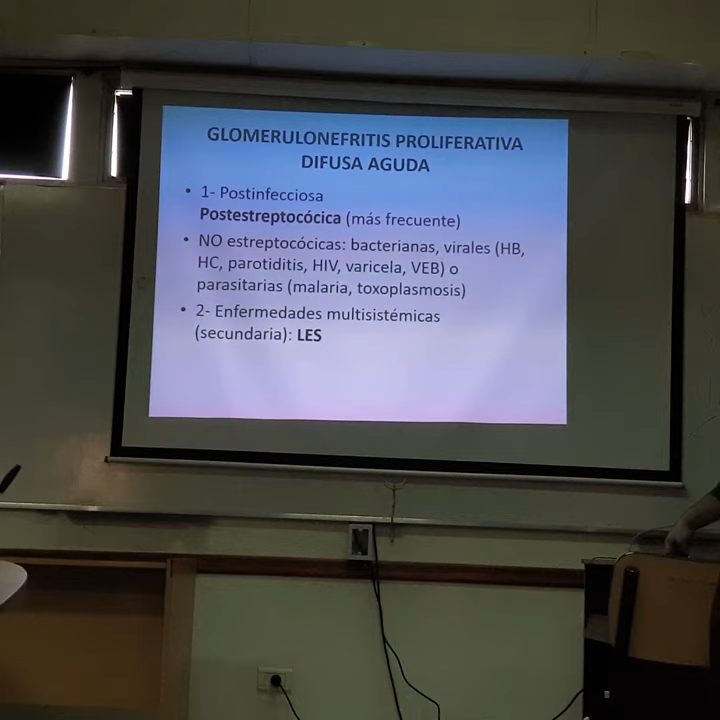 GLOMERULONEFRITIS PROLIFERATIVA
DIFUSA AGUDA
• 1- Postinfecciosa
Postestreptocócica (más frecuente)
• NO estreptocócicas: bacterianas, virales (HB,
HC, parotiditis, HIV, varicela, VEB) o
parasitarias (malaria, toxoplasmosis)
• 2- Enfermedades multisistémicas
(secundaria): LES